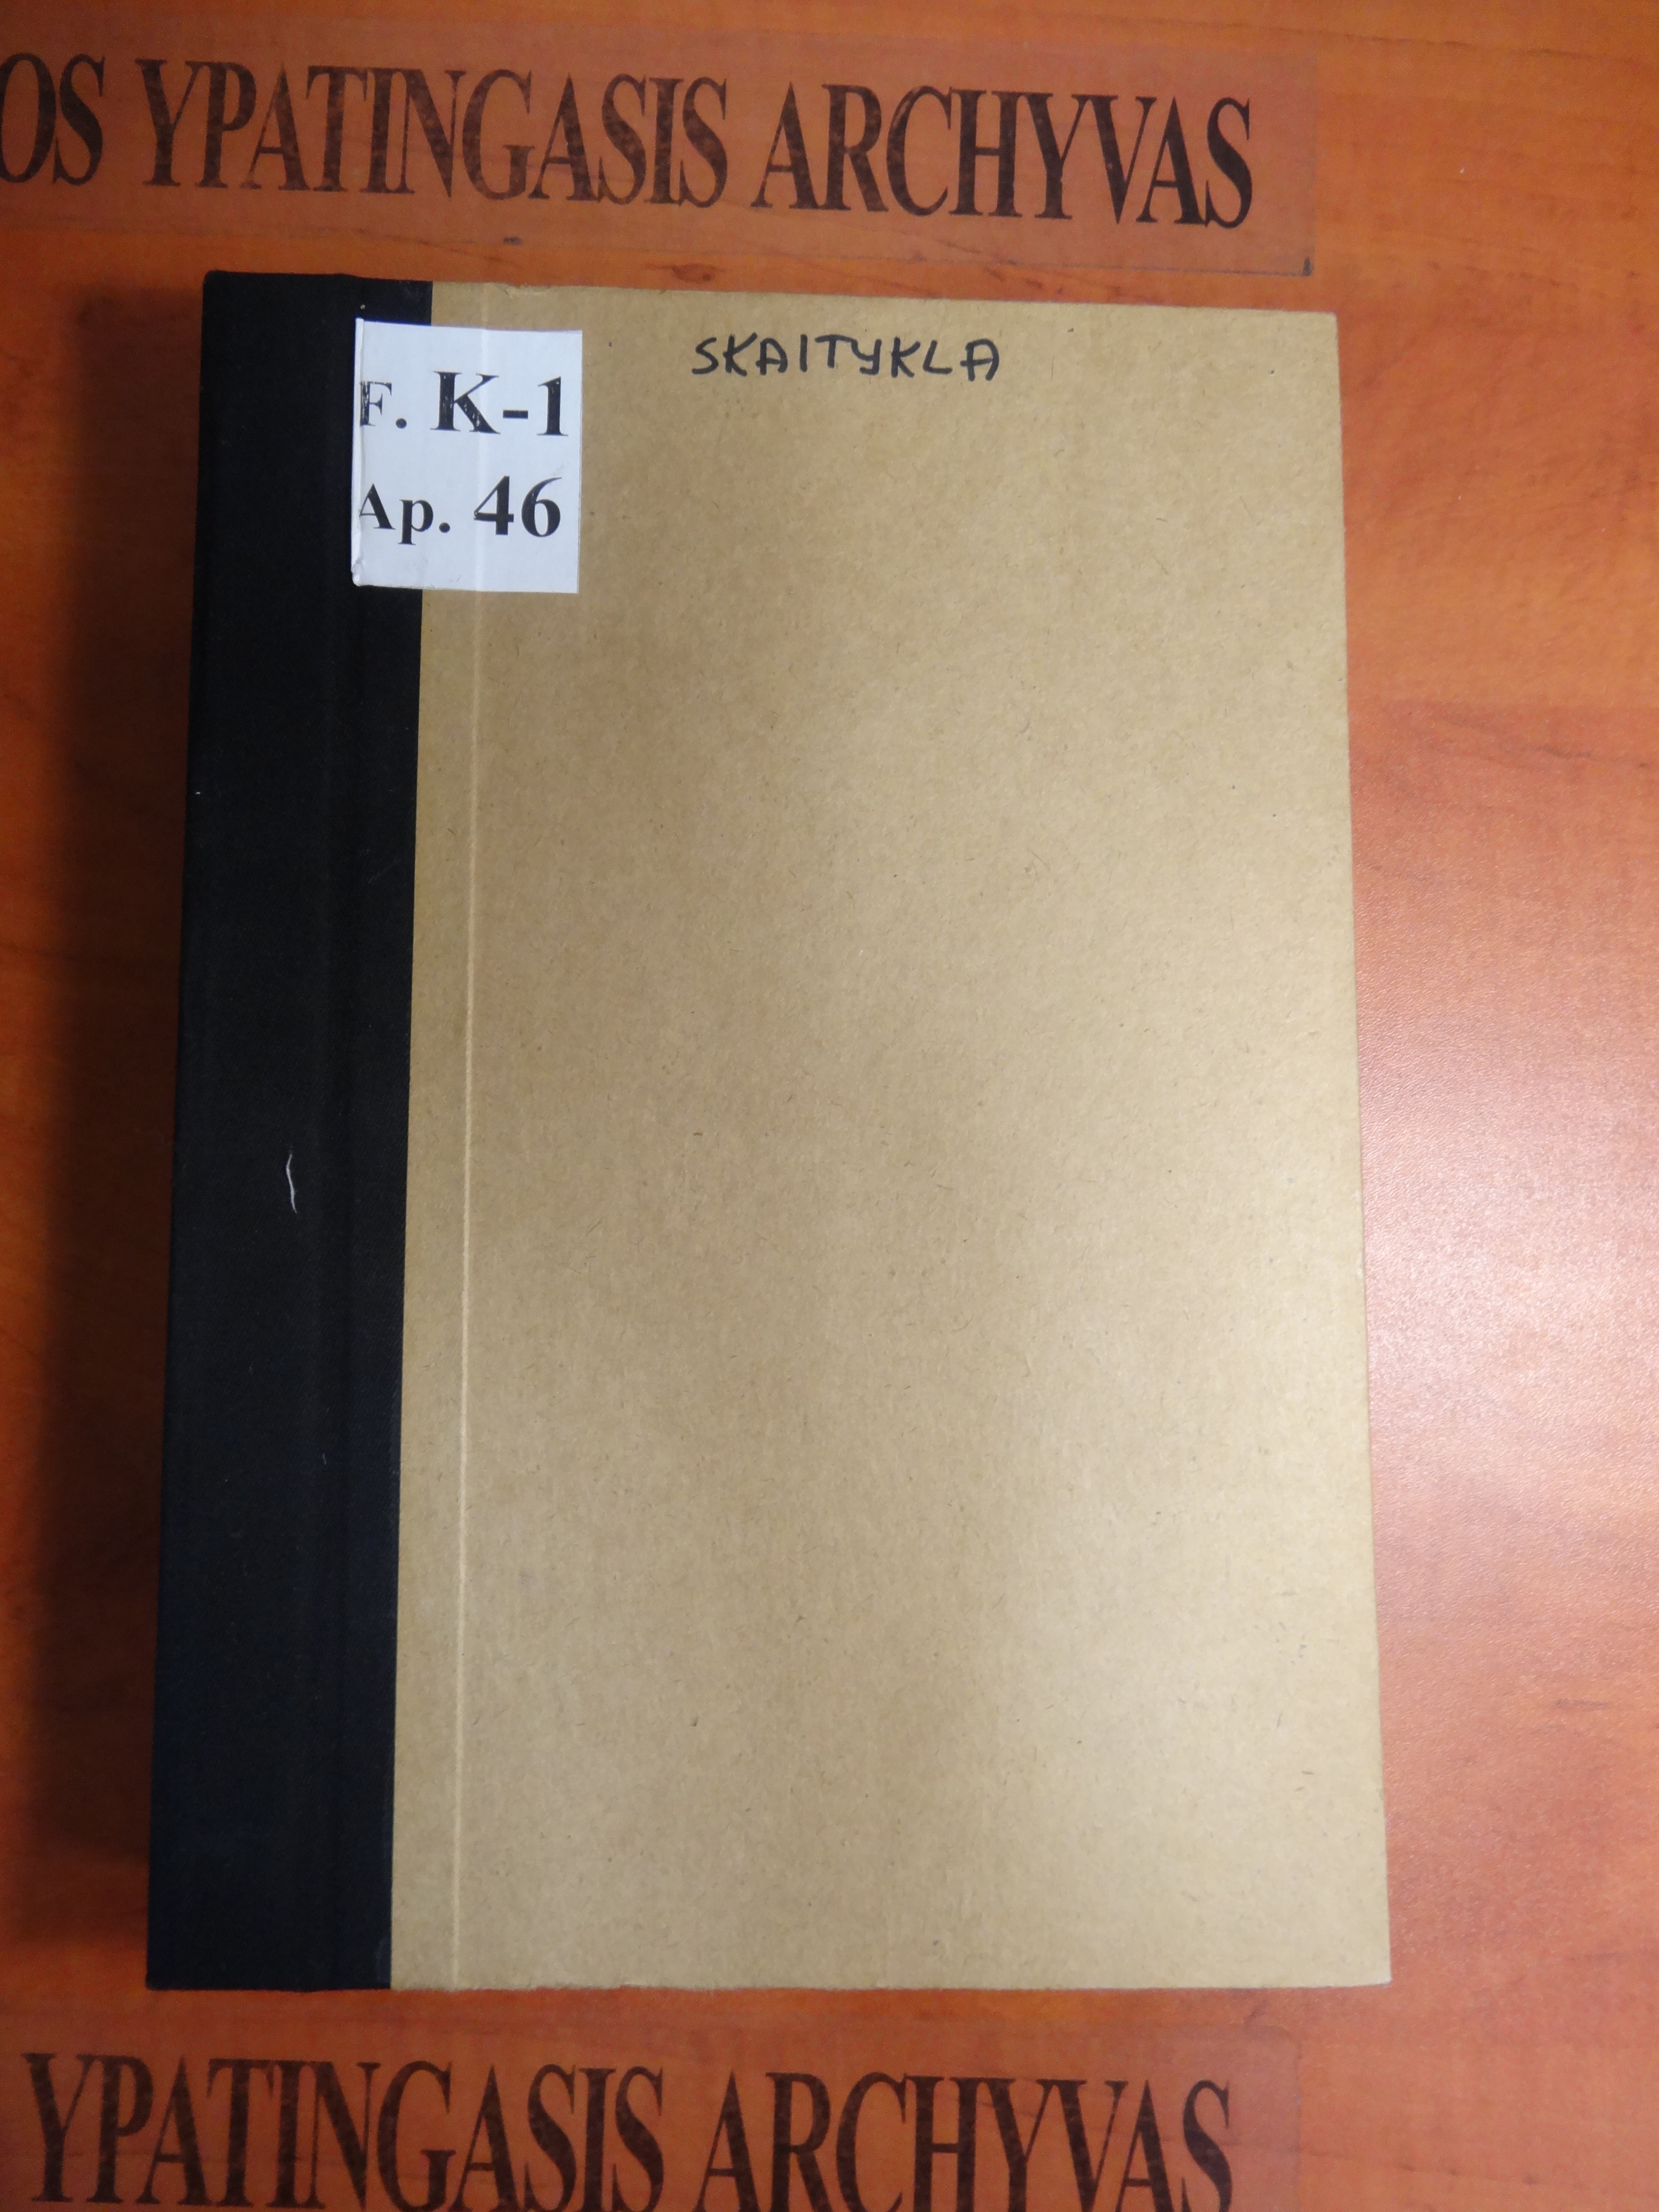 OS YPATINGASIS ARCHYVAS
SKAITYKLA
F. K-1
Ap. 46
YPATINGASIS ARCHYVAS